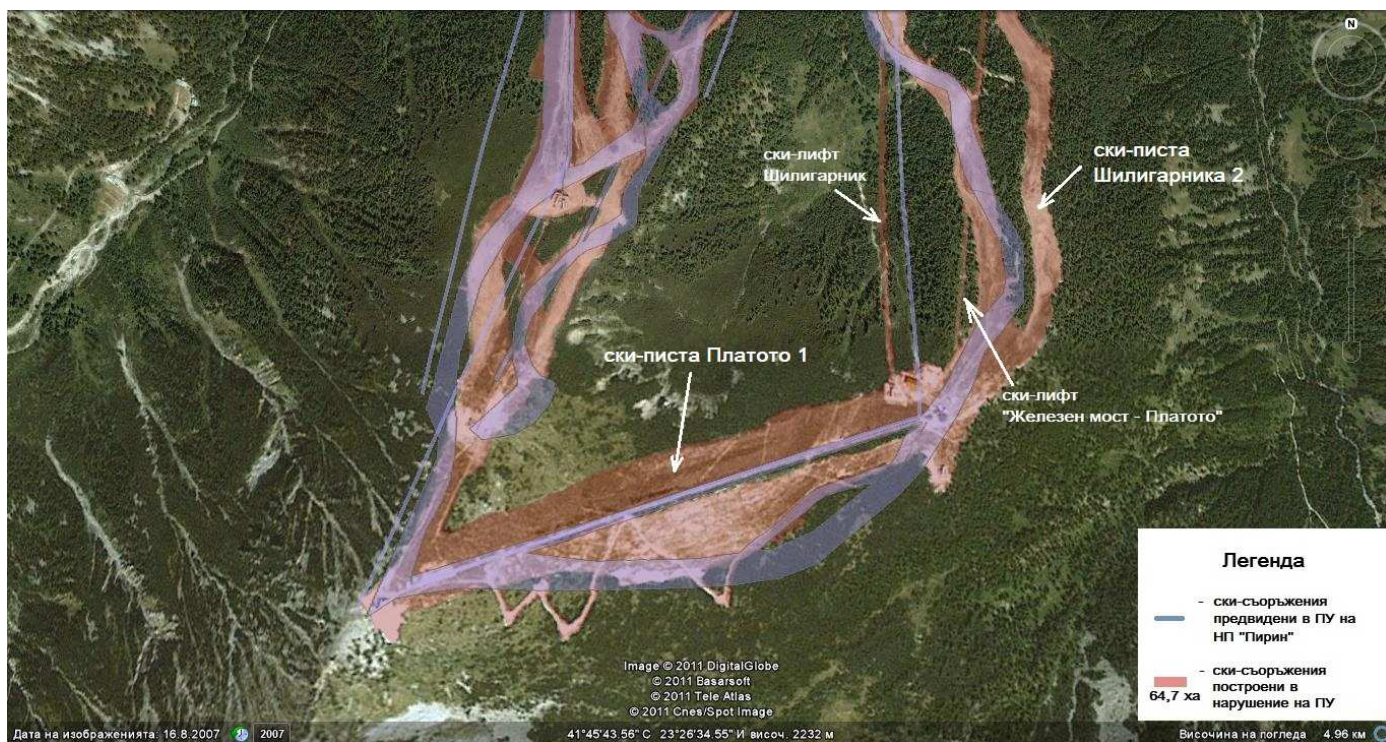 N
ски-лифт
Шилигарник
ски-писта
Шилигарника 2
ски-писта Платото 1
ски-лифт
"Железен мост - Платото"
Легенда
- ски-съоръжения
предвидени в ПУ на
НП "Пирин"
- ски-съоръжения
построени в
нарушение на ПУ
64,7 ха
Image © 2011 DigitalGlobe
© 2011 Basarsoft
© 2011 Tele Atlas
© 2011 Cnes/Spot Image
Дата на изображенията: 16.8.2007 2007 41°45'43.56" С 23°26'34.55" И височ. 2232 м Височина на погледа 4.96 км